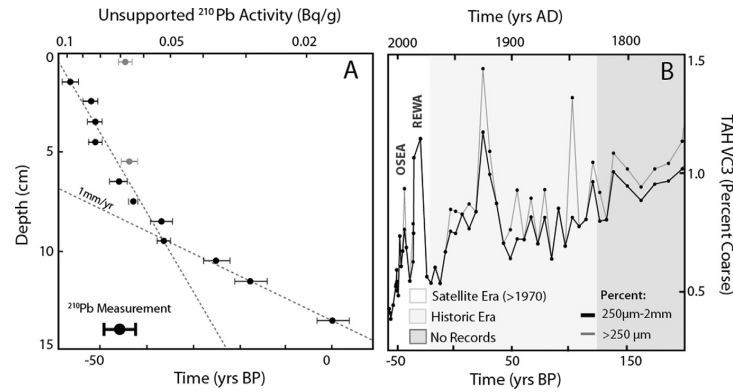 Unsupported ²¹⁰Pb Activity (Bq/g)
0.1 0.05 0.02
A
0
5
10
15
Depth (cm)
1mm/yr
²¹⁰Pb Measurement
-50 0
Time (yrs BP)
Time (yrs AD)
2000 1900 1800
B
OSEA
REWA
1.5
1.0
0.5
TAH VC3 (Percent Coarse)
Satellite Era (>1970)
Historic Era
No Records
Percent:
250µm-2mm
>250 µm
-50 50 150
Time (yrs BP)